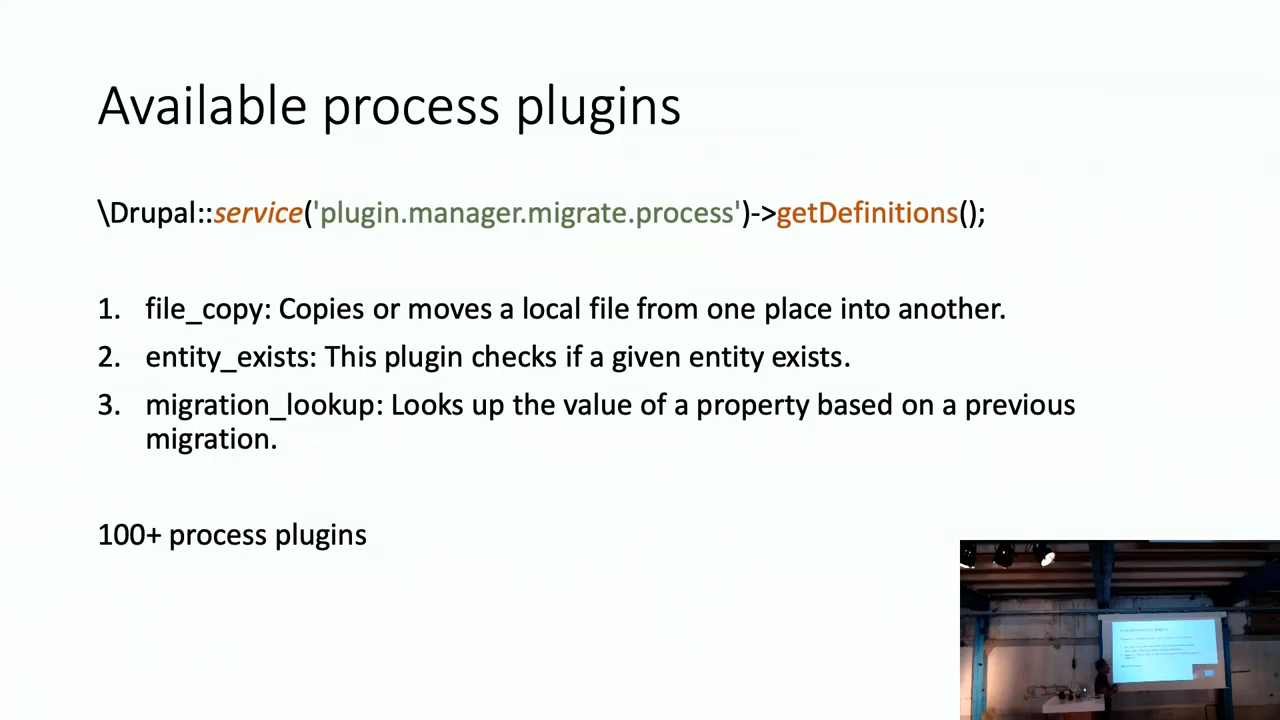 Available process plugins
\Drupal::service('plugin.manager.migrate.process')->getDefinitions();
1. file_copy: Copies or moves a local file from one place into another.
2. entity_exists: This plugin checks if a given entity exists.
3. migration_lookup: Looks up the value of a property based on a previous
migration.
100+ process plugins